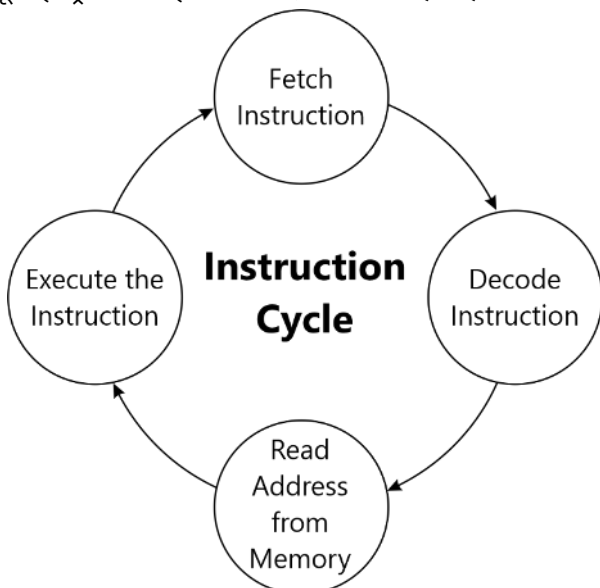 Fetch
Instruction
Execute the
Instruction
Instruction
Cycle
Decode
Instruction
Read
Address
from
Memory